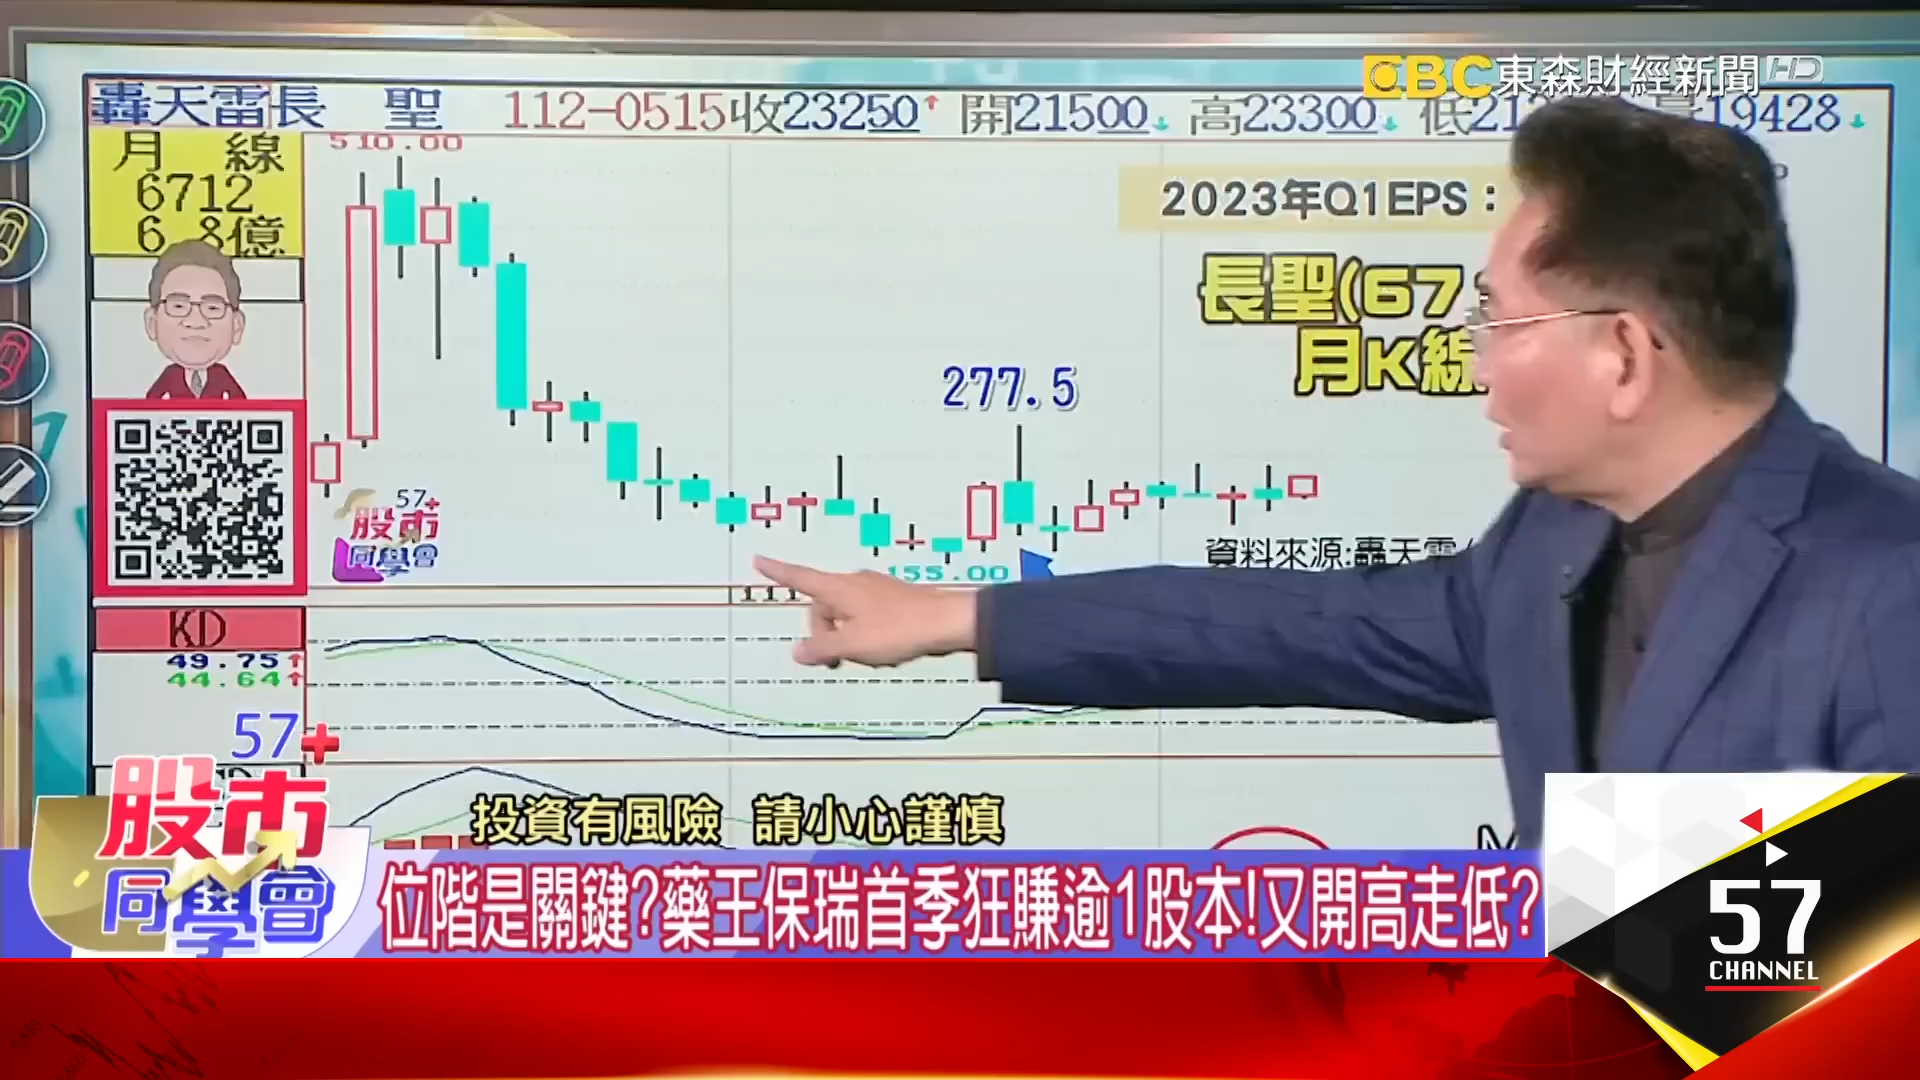 EBC東森財經新聞HD
轟天雷長 聖 112-0515收23250↑ 開21500↓ 高23300↓ 低21 19428↓
月 線
6712
6.8億
510.00
2023年Q1EPS：
長聖(67
月K線
277.5
57+
股市
同學會
155.00
資料來源:轟天雷
111
KD
49.75↑
44.64↑
57+
股市
同學會
投資有風險 請小心謹慎
位階是關鍵?藥王保瑞首季狂賺逾1股本!又開高走低?
57
CHANNEL